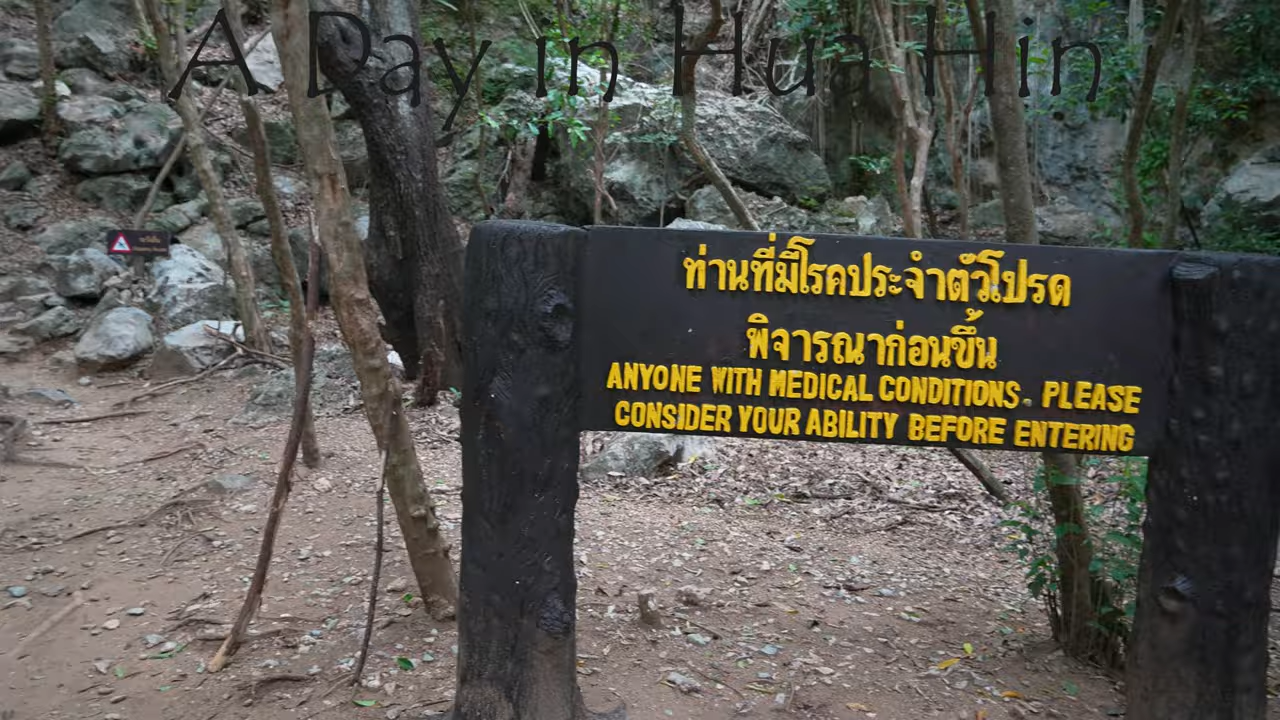 A Day in Hua Hin
ท่านที่มีโรคประจำตัวโปรด
พิจารณาก่อนขึ้น
ANYONE WITH MEDICAL CONDITIONS. PLEASE
CONSIDER YOUR ABILITY BEFORE ENTERING